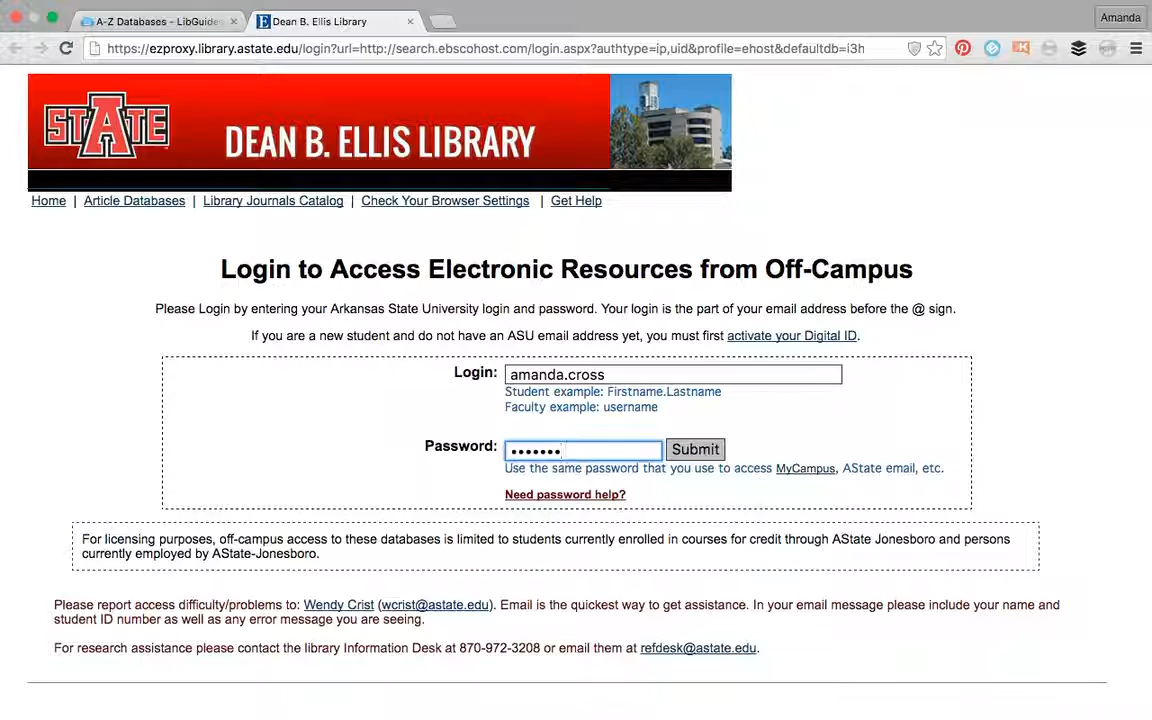 A-Z Databases - LibGuides
Dean B. Ellis Library
Amanda
https://ezproxy.library.astate.edu/login?url=http://search.ebscohost.com/login.aspx?authtype=ip,uid&profile=ehost&defaultdb=i3h
STATE
DEAN B. ELLIS LIBRARY
Home | Article Databases | Library Journals Catalog | Check Your Browser Settings | Get Help
Login to Access Electronic Resources from Off-Campus
Please Login by entering your Arkansas State University login and password. Your login is the part of your email address before the @ sign.
If you are a new student and do not have an ASU email address yet, you must first activate your Digital ID.
Login: amanda.cross
Student example: Firstname.Lastname
Faculty example: username
Password: ••••••• Submit
Use the same password that you use to access MyCampus, AState email, etc.
Need password help?
For licensing purposes, off-campus access to these databases is limited to students currently enrolled in courses for credit through AState Jonesboro and persons
currently employed by AState-Jonesboro.
Please report access difficulty/problems to: Wendy Crist (wcrist@astate.edu). Email is the quickest way to get assistance. In your email message please include your name and
student ID number as well as any error message you are seeing.
For research assistance please contact the library Information Desk at 870-972-3208 or email them at refdesk@astate.edu.